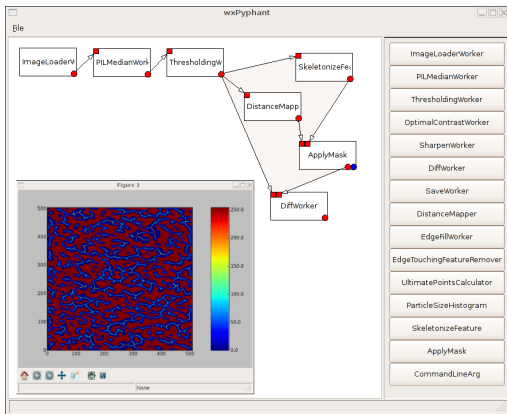 wxPyphant
File
ImageLoaderW
PILMedianWork
ThresholdingW
SkeletonizeFea
DistanceMapp
ApplyMask
DiffWorker
ImageLoaderWorker
PILMedianWorker
ThresholdingWorker
OptimalContrastWorker
SharpenWorker
DiffWorker
SaveWorker
DistanceMapper
EdgeFillWorker
EdgeTouchingFeatureRemover
UltimatePointsCalculator
ParticleSizeHistogram
SkeletonizeFeature
ApplyMask
CommandLineArg
Figure 3
500
400
300
200
100
0
0 100 200 300 400 500
250.0
200.0
150.0
100.0
50.0
0.0
None